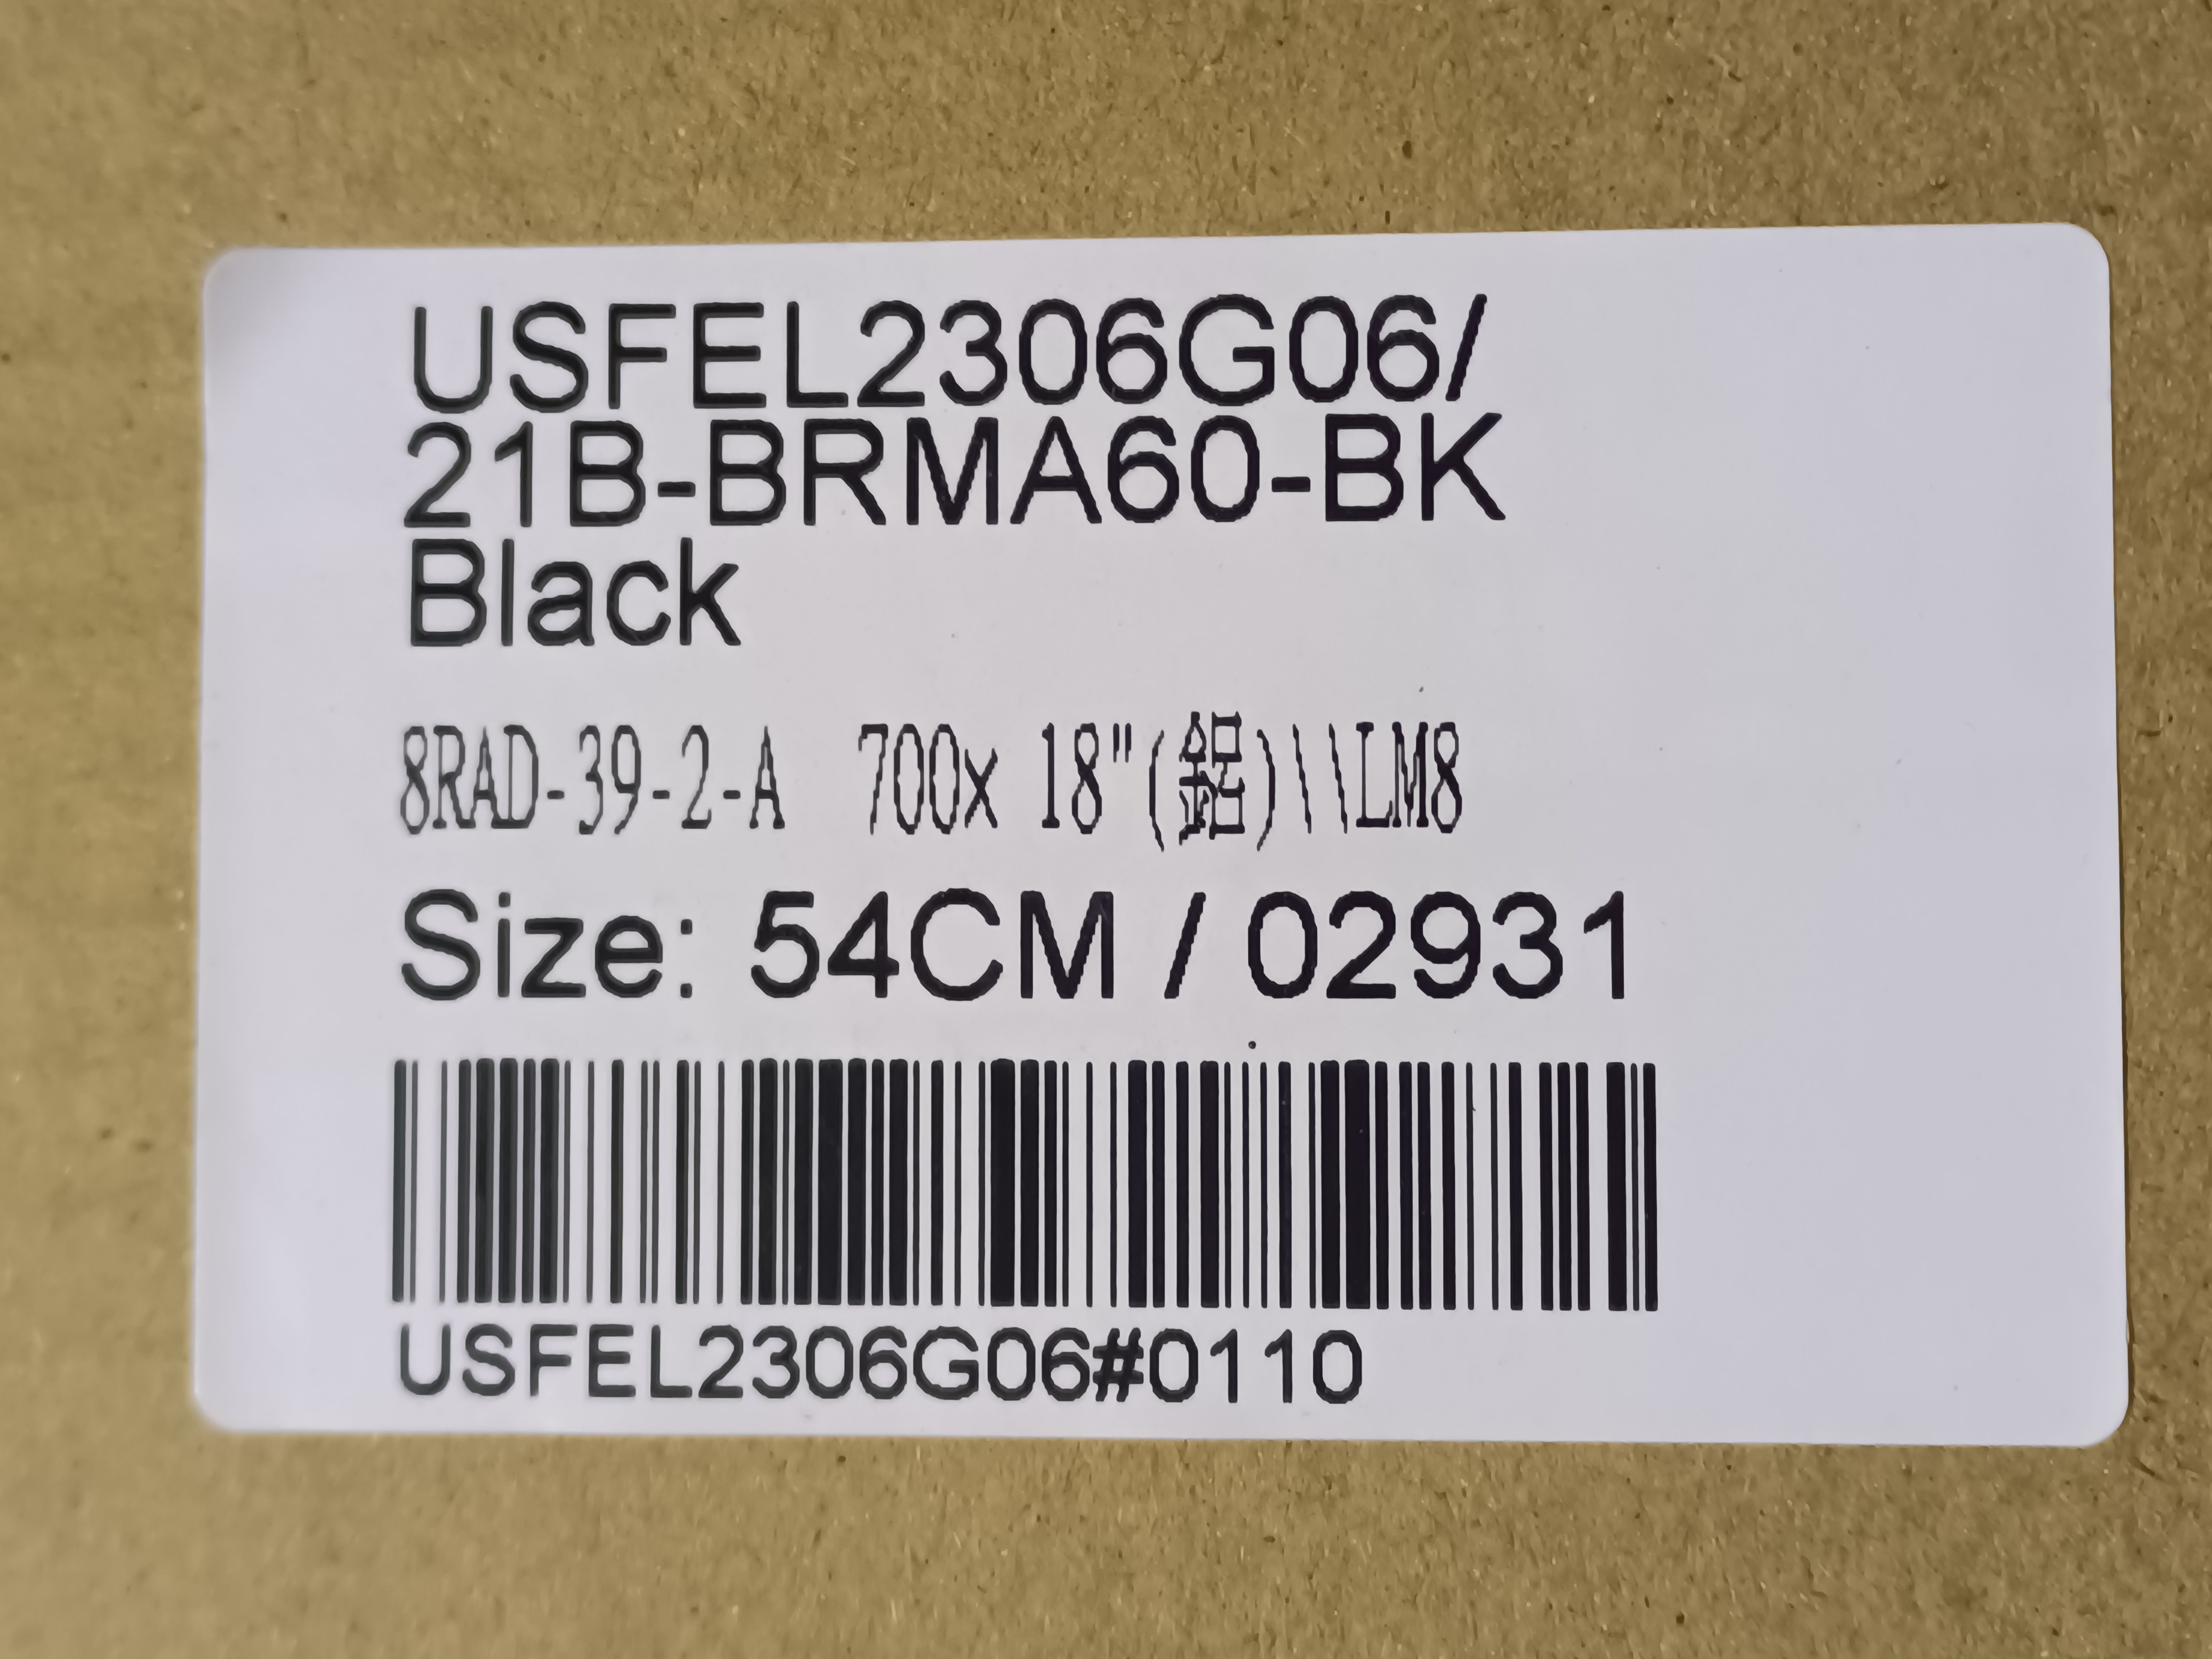 USFEL2306G06/
21B-BRMA60-BK
Black
8RAD-39-2-A 700x 18"(鋁)\\LM8
Size: 54CM / 02931
USFEL2306G06#0110